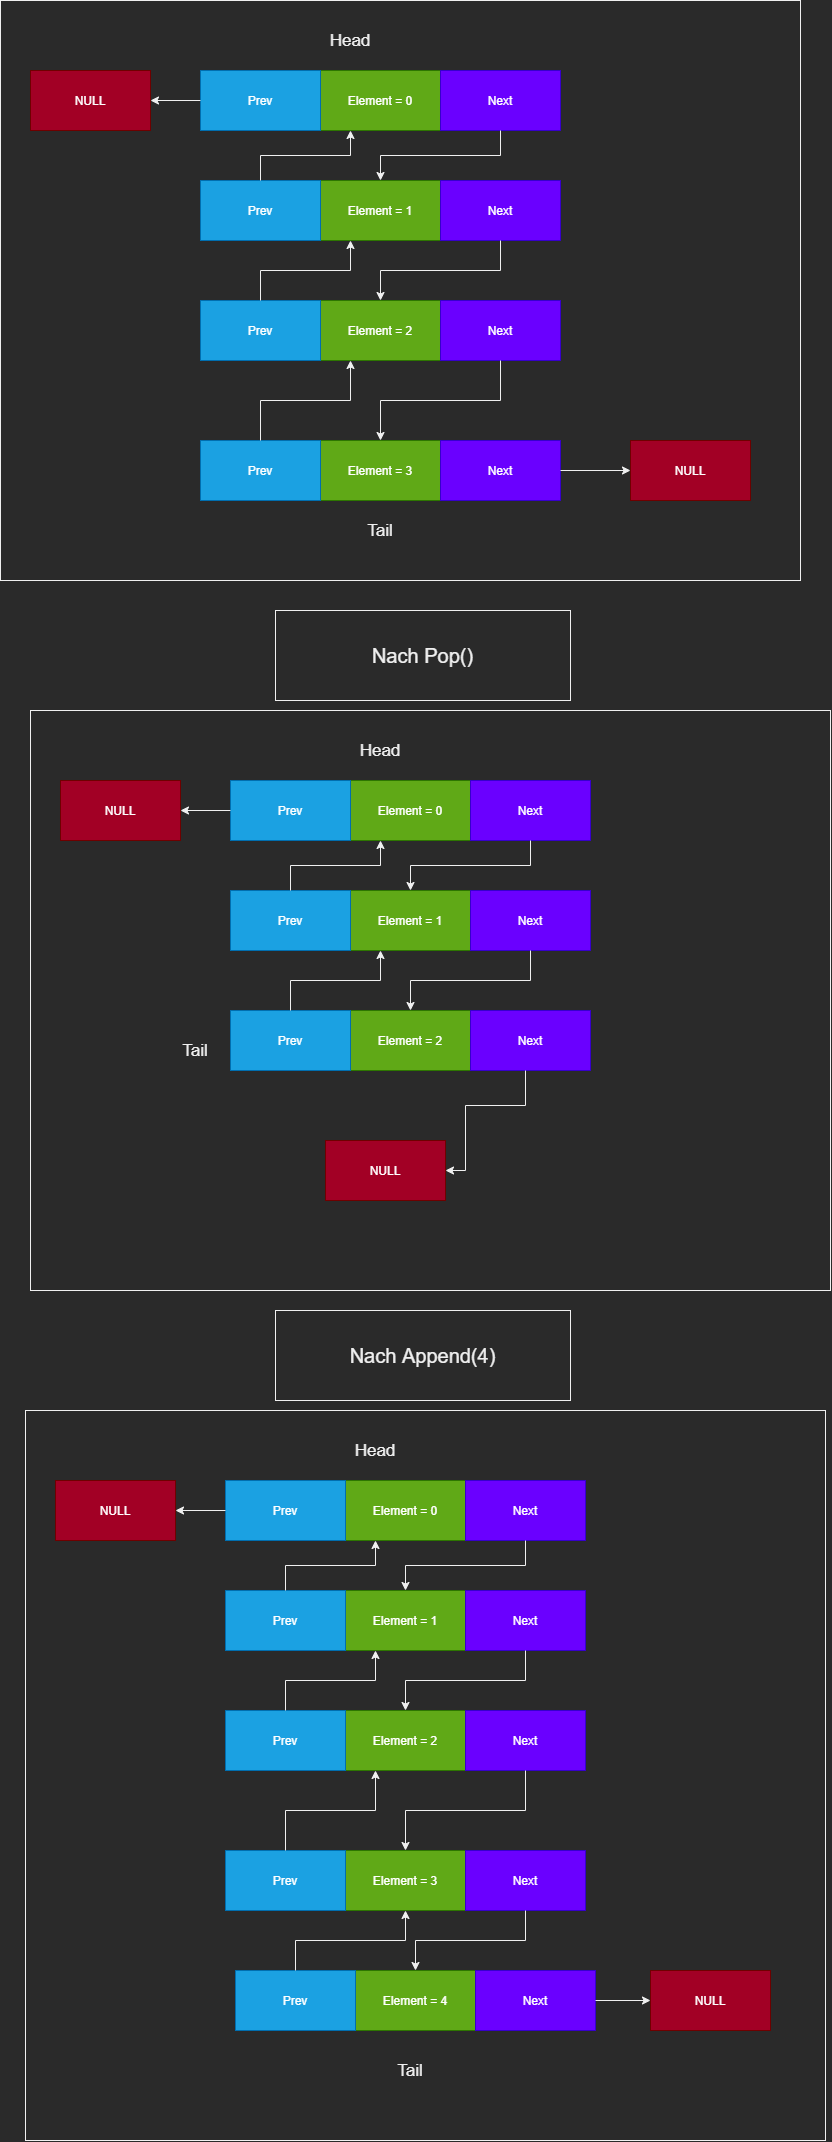 Head
NULL Prev Element = 0 Next
Prev Element = 1 Next
Prev Element = 2 Next
Prev Element = 3 Next NULL
Tail
Nach Pop()
Head
NULL Prev Element = 0 Next
Prev Element = 1 Next
Tail Prev Element = 2 Next
NULL
Nach Append(4)
Head
NULL Prev Element = 0 Next
Prev Element = 1 Next
Prev Element = 2 Next
Prev Element = 3 Next
Prev Element = 4 Next NULL
Tail